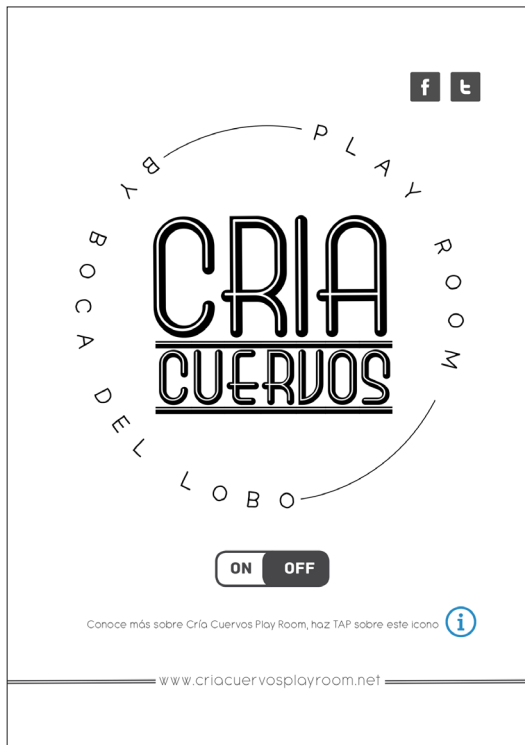 f t
PLAY ROOM
BY BOCA DEL LOBO
CRIA
CUERVOS
ON OFF
Conoce más sobre Cría Cuervos Play Room, haz TAP sobre este icono i
www.criacuervosplayroom.net